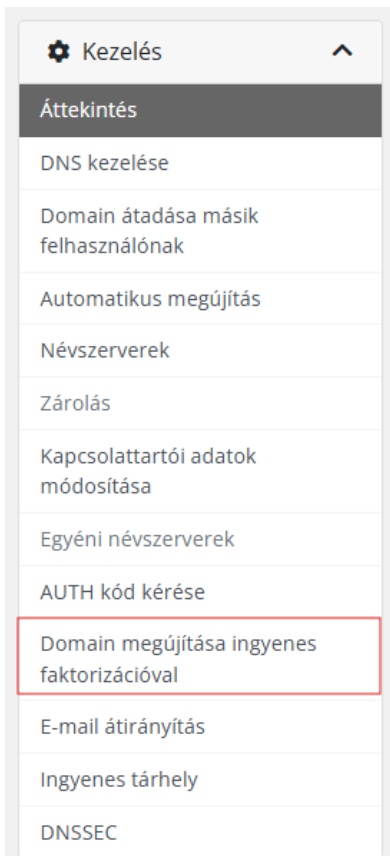 Kezelés
Áttekintés
DNS kezelése
Domain átadása másik
felhasználónak
Automatikus megújítás
Névszerverek
Zárolás
Kapcsolattartói adatok
módosítása
Egyéni névszerverek
AUTH kód kérése
Domain megújítása ingyenes
faktorizációval
E-mail átirányítás
Ingyenes tárhely
DNSSEC